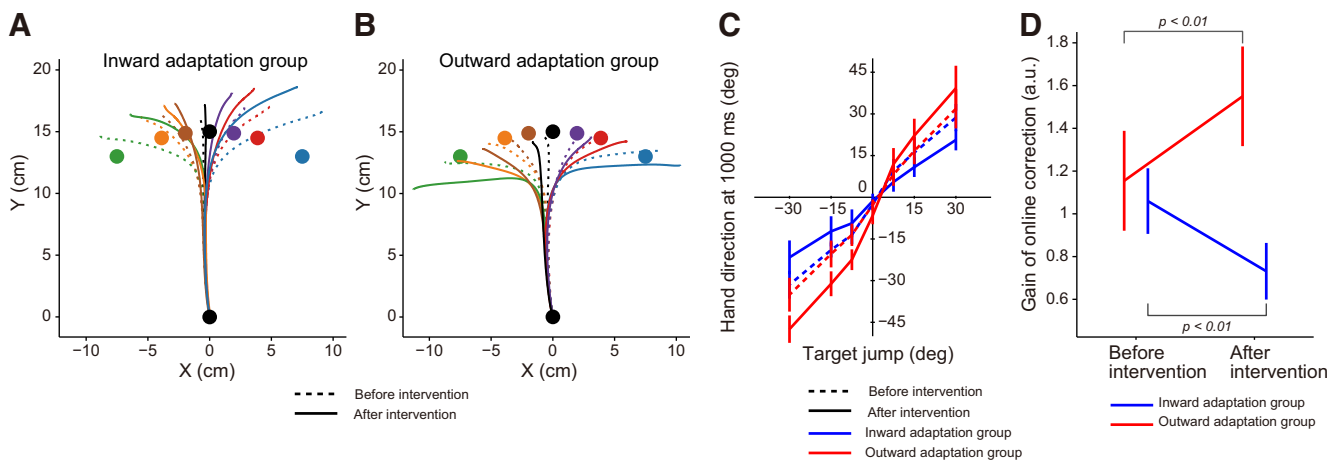 A
Inward adaptation group
20
15
10
5
0
Y (cm)
−10
−5
0
5
10
X (cm)
B
Outward adaptation group
20
15
10
5
0
Y (cm)
−10
−5
0
5
10
X (cm)
Before intervention
After intervention
C
Hand direction at 1000 ms (deg)
45
30
15
0
−15
−30
−45
−30
−15
15
30
Target jump (deg)
Before intervention
After intervention
Inward adaptation group
Outward adaptation group
D
Gain of online correction (a.u.)
1.8
1.6
1.4
1.2
1
0.8
0.6
p < 0.01
p < 0.01
Before
intervention
After
intervention
Inward adaptation group
Outward adaptation group